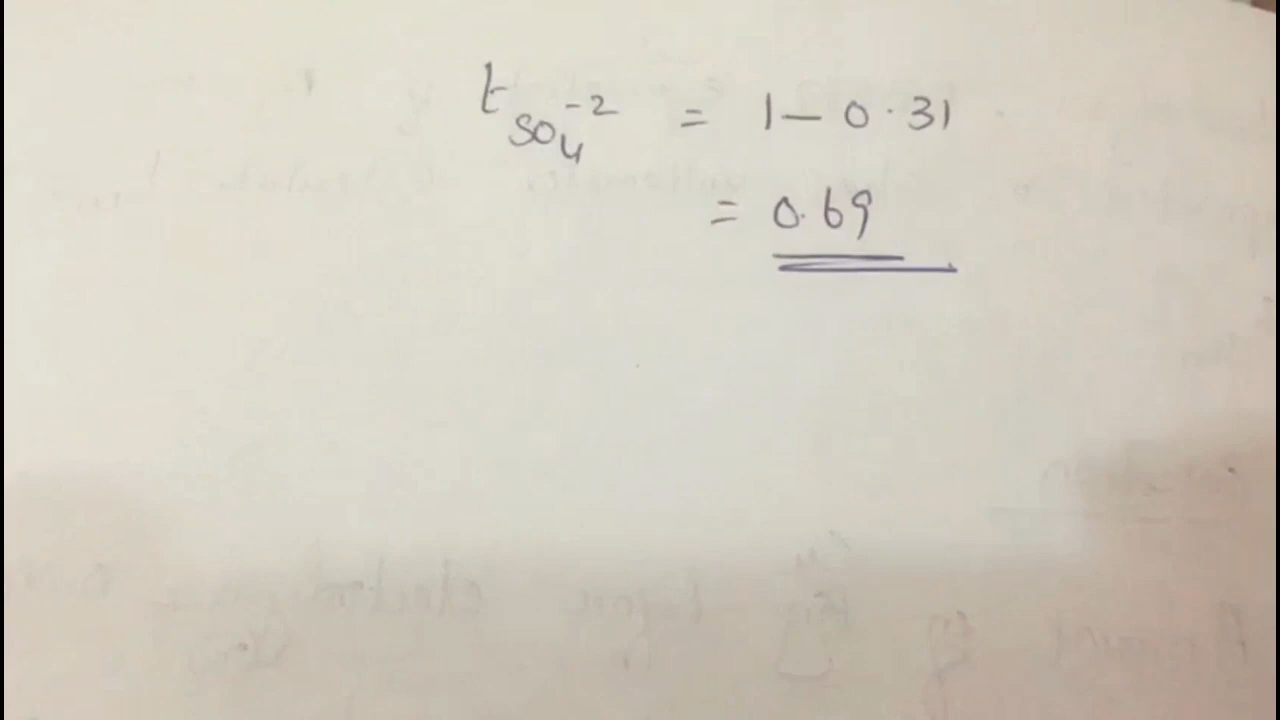 t SO₄⁻² = 1 — 0.31
= 0.69